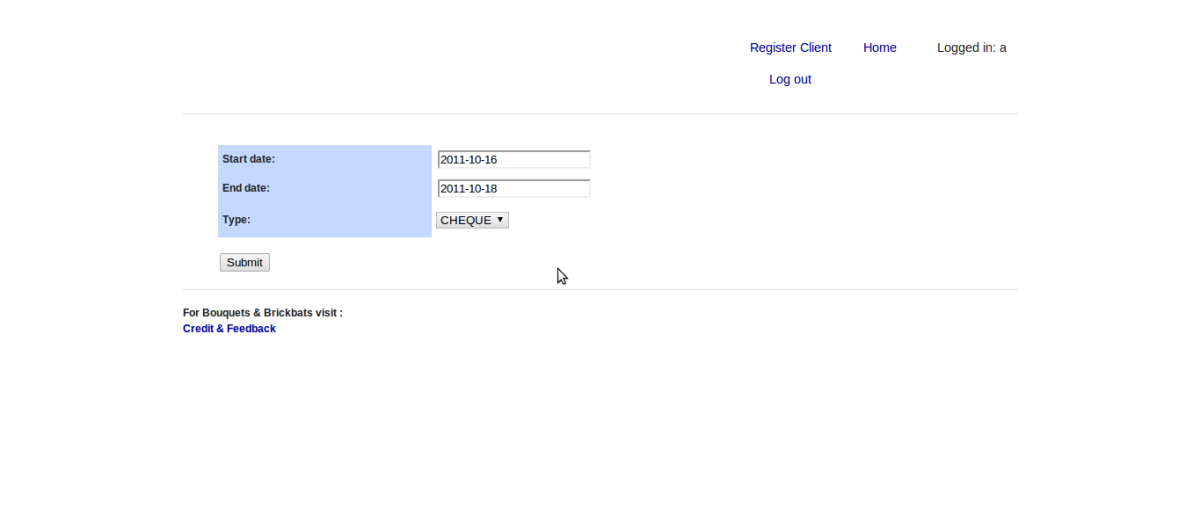 Register Client Home Logged in: a
Log out
Start date: 2011-10-16
End date: 2011-10-18
Type: CHEQUE
Submit
For Bouquets & Brickbats visit :
Credit & Feedback